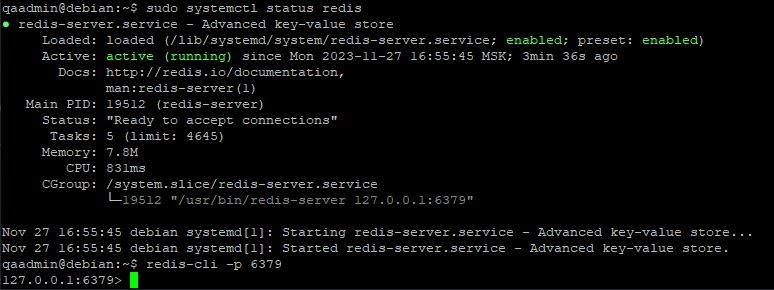 qaadmin@debian:~$ sudo systemctl status redis
● redis-server.service - Advanced key-value store
     Loaded: loaded (/lib/systemd/system/redis-server.service; enabled; preset: enabled)
     Active: active (running) since Mon 2023-11-27 16:55:45 MSK; 3min 36s ago
       Docs: http://redis.io/documentation,
             man:redis-server(1)
   Main PID: 19512 (redis-server)
     Status: "Ready to accept connections"
      Tasks: 5 (limit: 4645)
     Memory: 7.8M
        CPU: 831ms
     CGroup: /system.slice/redis-server.service
             └─19512 "/usr/bin/redis-server 127.0.0.1:6379"

Nov 27 16:55:45 debian systemd[1]: Starting redis-server.service - Advanced key-value store...
Nov 27 16:55:45 debian systemd[1]: Started redis-server.service - Advanced key-value store.
qaadmin@debian:~$ redis-cli -p 6379
127.0.0.1:6379>